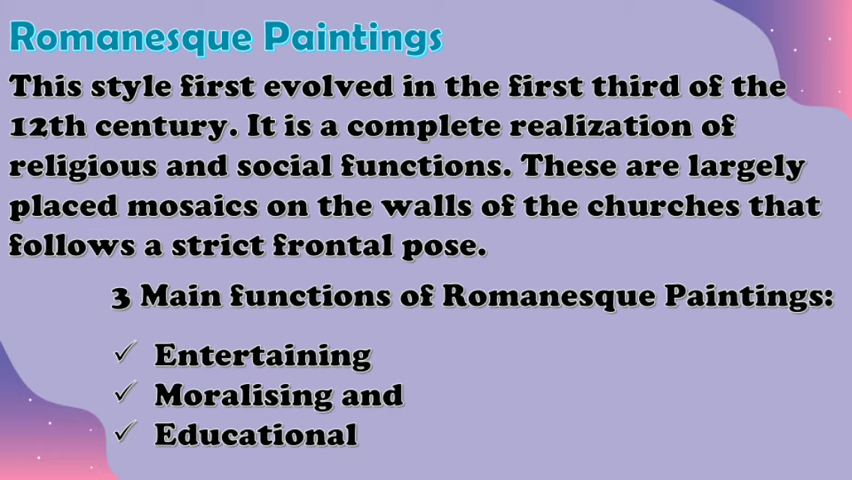 Romanesque Paintings
This style first evolved in the first third of the
12th century. It is a complete realization of
religious and social functions. These are largely
placed mosaics on the walls of the churches that
follows a strict frontal pose.
3 Main functions of Romanesque Paintings:
✓ Entertaining
✓ Moralising and
✓ Educational